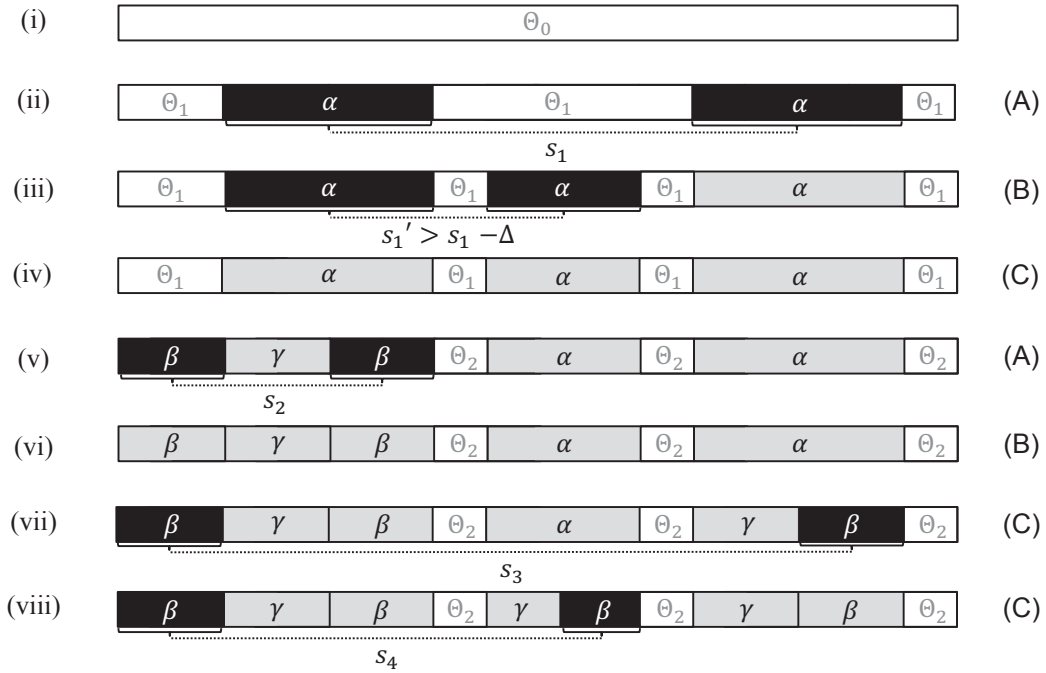 (i) Θ₀
(ii) Θ₁ α Θ₁ α Θ₁ (A)
s₁
(iii) Θ₁ α Θ₁ α Θ₁ α Θ₁ (B)
s₁′ > s₁ −Δ
(iv) Θ₁ α Θ₁ α Θ₁ α Θ₁ (C)
(v) β γ β Θ₂ α Θ₂ α Θ₂ (A)
s₂
(vi) β γ β Θ₂ α Θ₂ α Θ₂ (B)
(vii) β γ β Θ₂ α Θ₂ γ β Θ₂ (C)
s₃
(viii) β γ β Θ₂ γ β Θ₂ γ β Θ₂ (C)
s₄